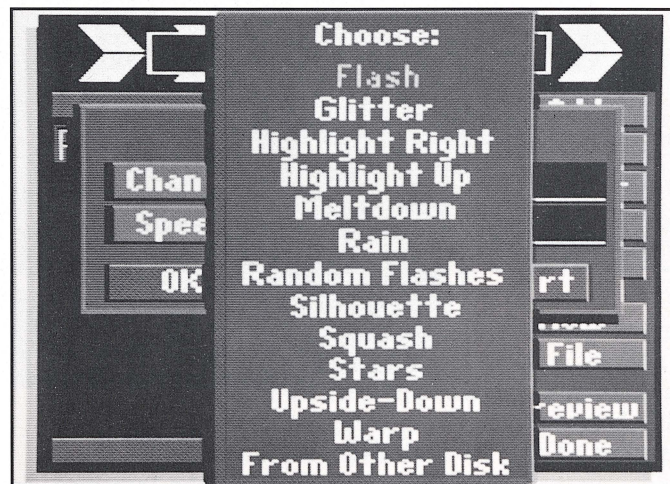 Choose:
Flash
Glitter
Highlight Right
Highlight Up
Meltdown
Rain
Random Flashes
Silhouette
Squash
Stars
Upside-Down
Warp
From Other Disk
Chan
Spee
OK
rt
File
review
Done